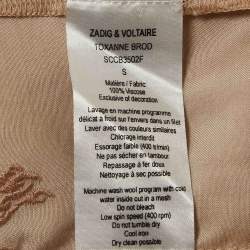 ZADIG & VOLTAIRE
TOXANNE BROD
SCCB3502F
S
Matière / Fabric
100% Viscose
Exclusive of decoration
Lavage en machine programme
délicat à froid sur l'envers dans un filet
Laver avec des couleurs similaires
Chlorage interdit
Essorage faible (400 tr/min)
Ne pas sécher en tambour
Repassage à fer doux
Nettoyage à sec possible
Machine wash wool program with cold
water inside out in a mesh
Do not bleach
Low spin speed (400 rpm)
Do not tumble dry
Cool iron
Dry clean possible